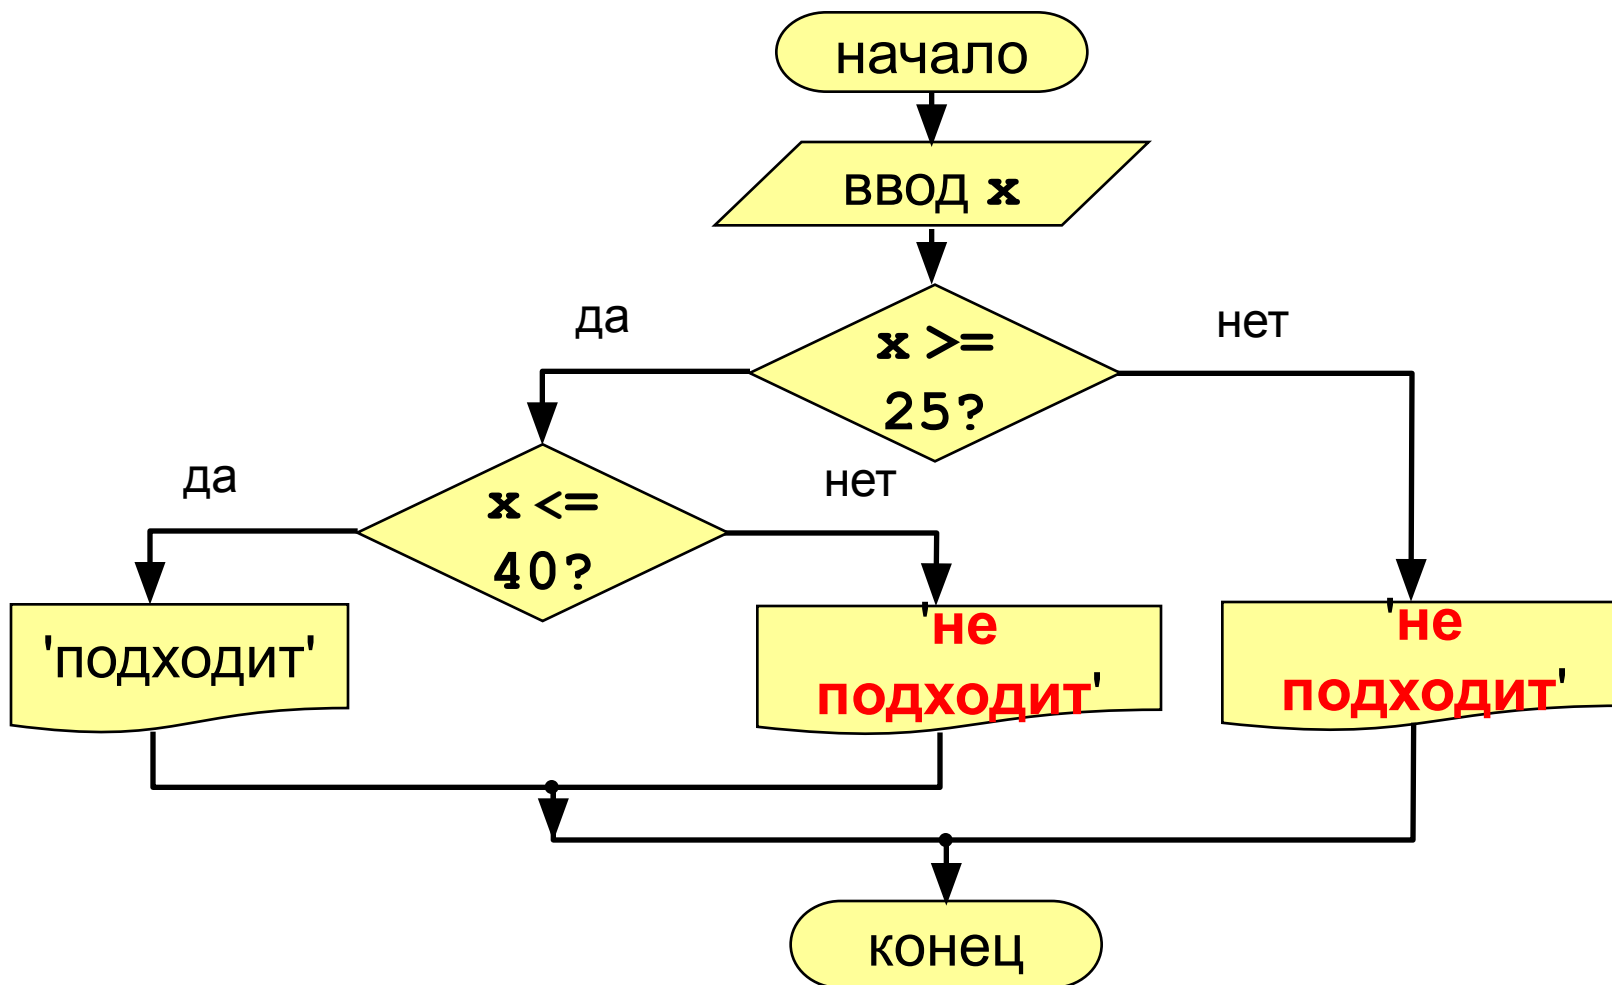 начало
ввод x
да
x >=
25?
нет
да
x <=
40?
нет
'подходит'
'не
подходит'
'не
подходит'
конец